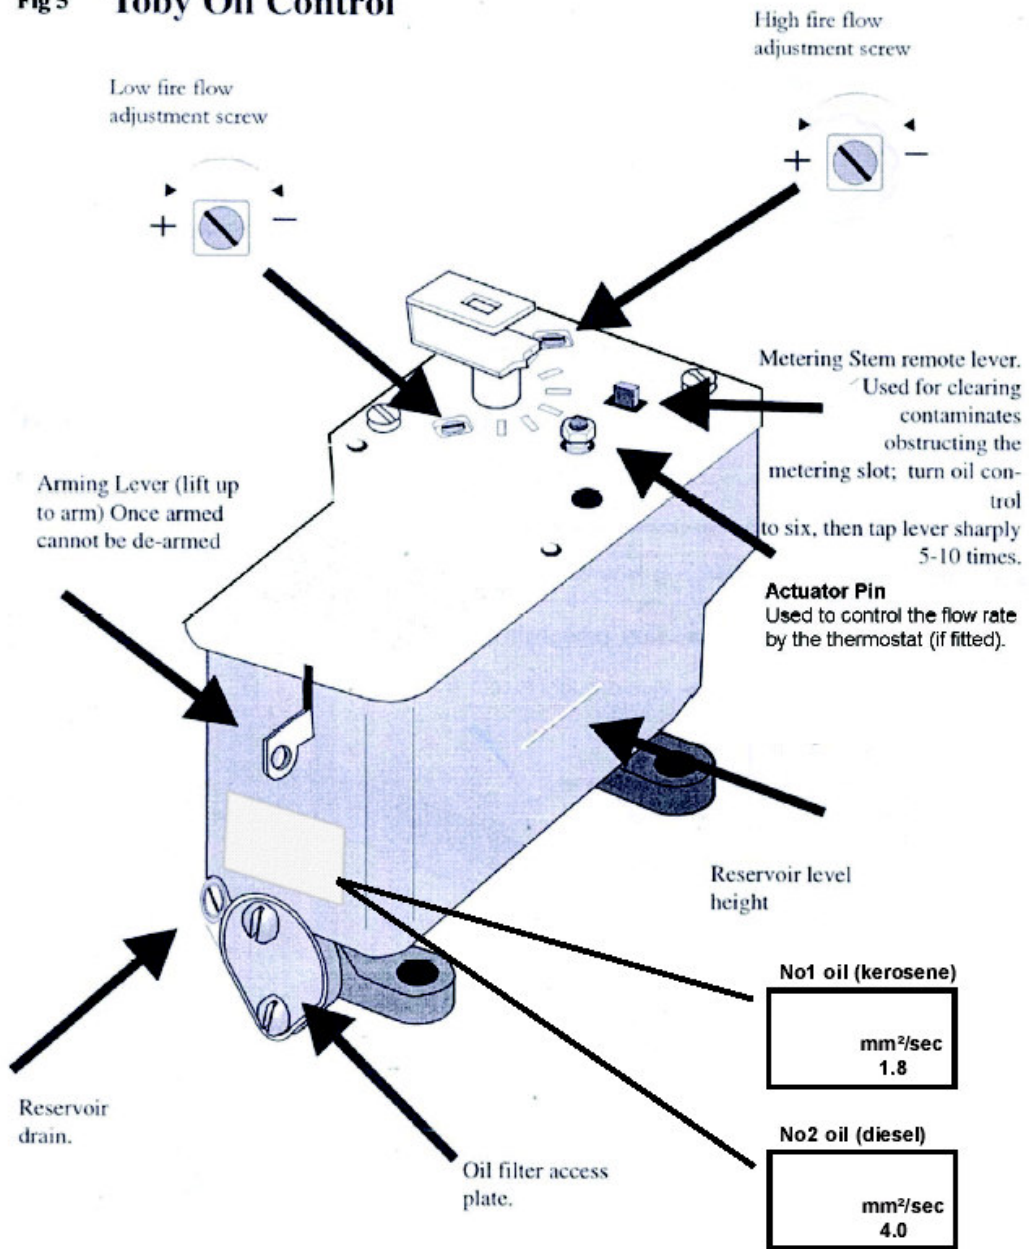 Fig 5 Toby Oil Control
High fire flow
adjustment screw
Low fire flow
adjustment screw
+ −
+ −
Metering Stem remote lever.
Used for clearing
contaminates
obstructing the
metering slot; turn oil con-
trol
to six, then tap lever sharply
5-10 times.
Arming Lever (lift up
to arm) Once armed
cannot be de-armed
Actuator Pin
Used to control the flow rate
by the thermostat (if fitted).
Reservoir level
height
No1 oil (kerosene)
mm²/sec
1.8
Reservoir
drain.
No2 oil (diesel)
Oil filter access
plate.
mm²/sec
4.0